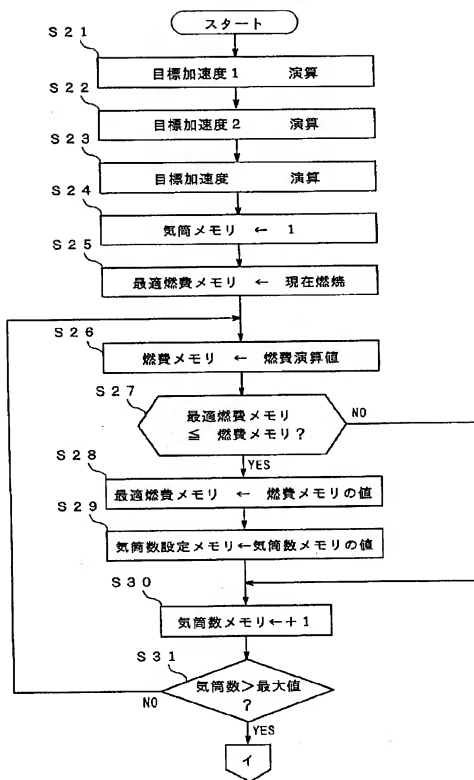 スタート
S21
目標加速度1 演算
S22
目標加速度2 演算
S23
目標加速度 演算
S24
気筒メモリ ← 1
S25
最適燃費メモリ ← 現在燃焼
S26
燃費メモリ ← 燃費演算値
S27
最適燃費メモリ
≦ 燃費メモリ?
NO
YES
S28
最適燃費メモリ ← 燃費メモリの値
S29
気筒数設定メモリ←気筒数メモリの値
S30
気筒数メモリ←+1
S31
気筒数>最大値
?
NO
YES
イ